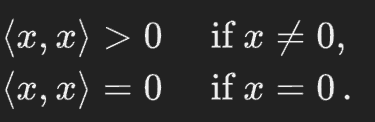 ⟨x, x⟩ > 0 if x ≠ 0,
⟨x, x⟩ = 0 if x = 0.